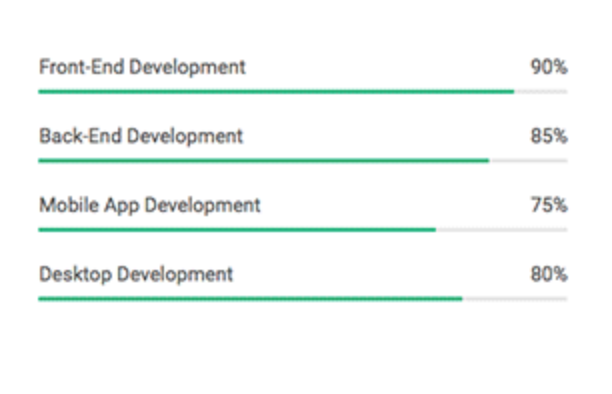 Front-End Development 90%
Back-End Development 85%
Mobile App Development 75%
Desktop Development 80%